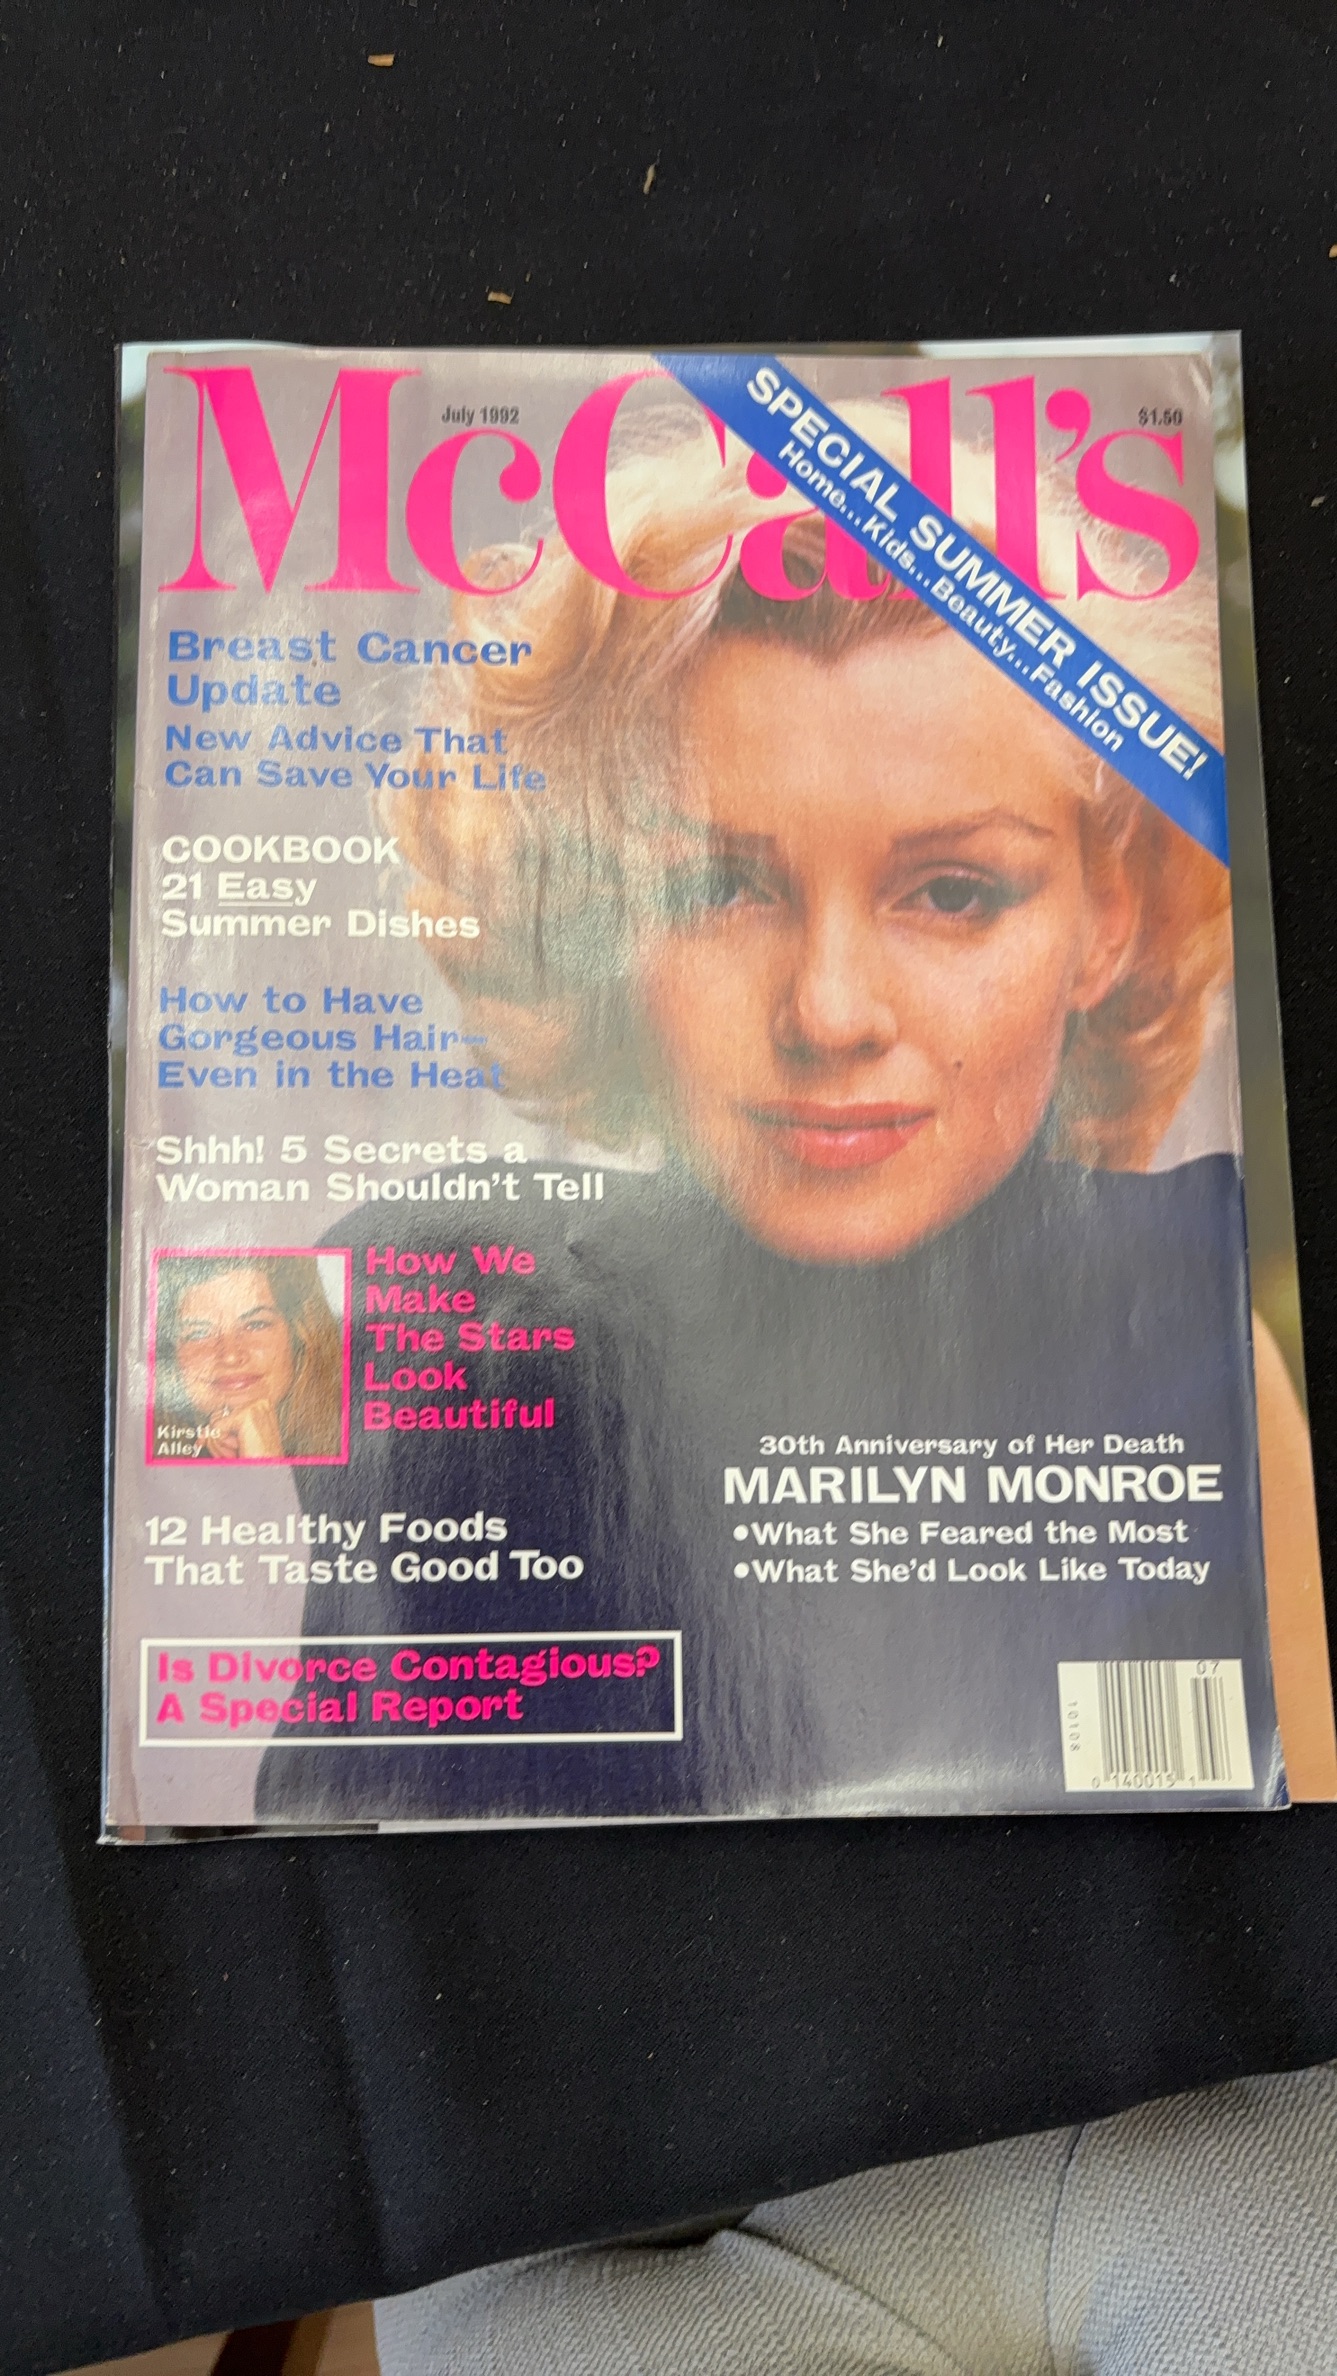 McCall's
July 1992
$1.50
SPECIAL SUMMER ISSUE!
Home...Kids...Beauty...Fashion
Breast Cancer
Update
New Advice That
Can Save Your Life
COOKBOOK
21 Easy
Summer Dishes
How to Have
Gorgeous Hair—
Even in the Heat
Shhh! 5 Secrets a
Woman Shouldn't Tell
How We
Make
The Stars
Look
Beautiful
Kirstie
Alley
12 Healthy Foods
That Taste Good Too
Is Divorce Contagious?
A Special Report
30th Anniversary of Her Death
MARILYN MONROE
•What She Feared the Most
•What She'd Look Like Today
07
10108
0 140015 1